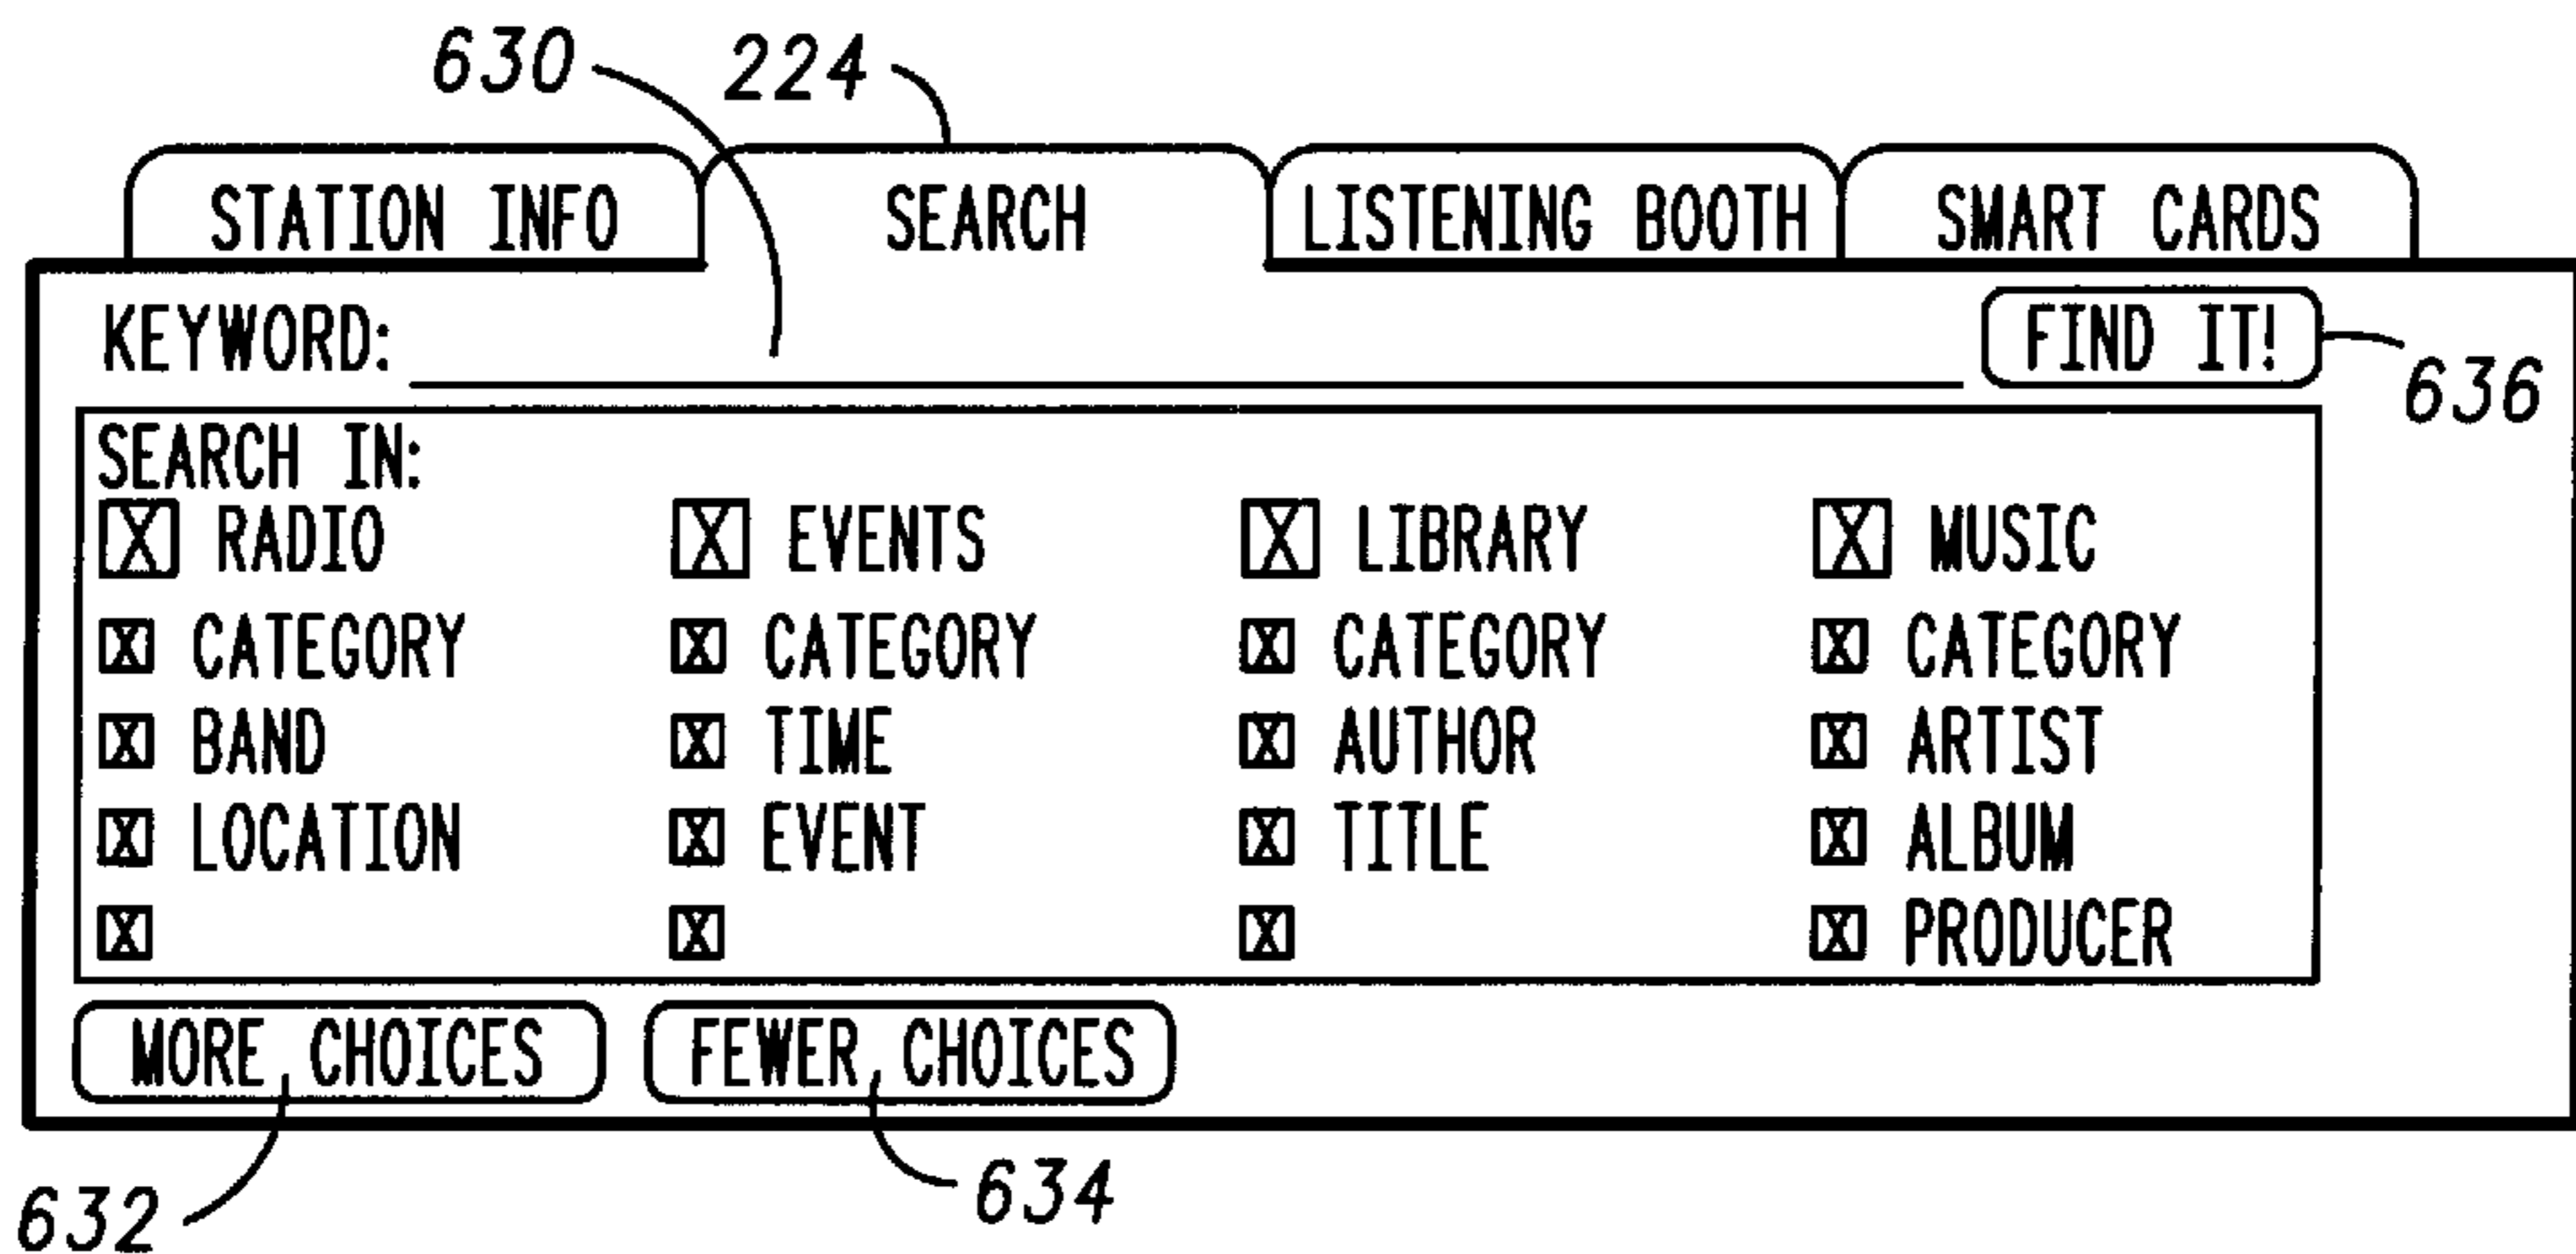 630 224
STATION INFO SEARCH LISTENING BOOTH SMART CARDS
KEYWORD: FIND IT!
636
SEARCH IN:
X RADIO X EVENTS X LIBRARY X MUSIC
X CATEGORY X CATEGORY X CATEGORY X CATEGORY
X BAND X TIME X AUTHOR X ARTIST
X LOCATION X EVENT X TITLE X ALBUM
X X X X PRODUCER
MORE CHOICES FEWER CHOICES
632 634